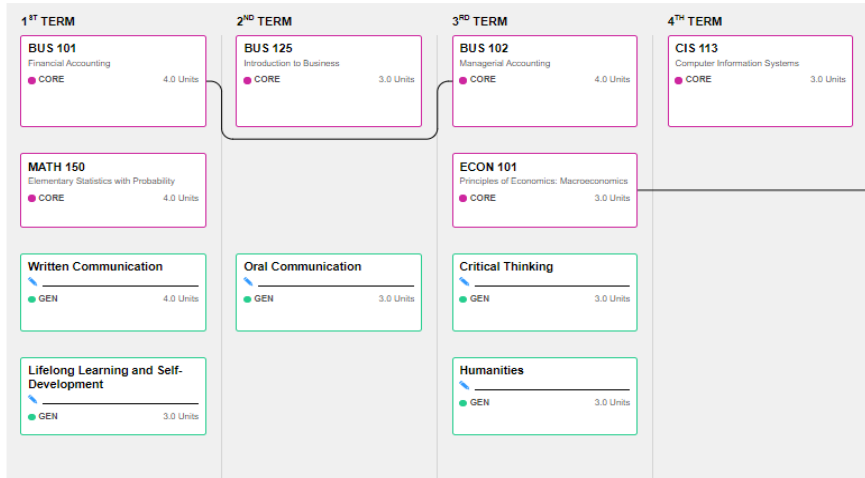 1ST TERM
BUS 101
Financial Accounting
CORE 4.0 Units
MATH 150
Elementary Statistics with Probability
CORE 4.0 Units
Written Communication
GEN 4.0 Units
Lifelong Learning and Self-
Development
GEN 3.0 Units
2ND TERM
BUS 125
Introduction to Business
CORE 3.0 Units
Oral Communication
GEN 3.0 Units
3RD TERM
BUS 102
Managerial Accounting
CORE 4.0 Units
ECON 101
Principles of Economics: Macroeconomics
CORE 3.0 Units
Critical Thinking
GEN 3.0 Units
Humanities
GEN 3.0 Units
4TH TERM
CIS 113
Computer Information Systems
CORE 3.0 Units